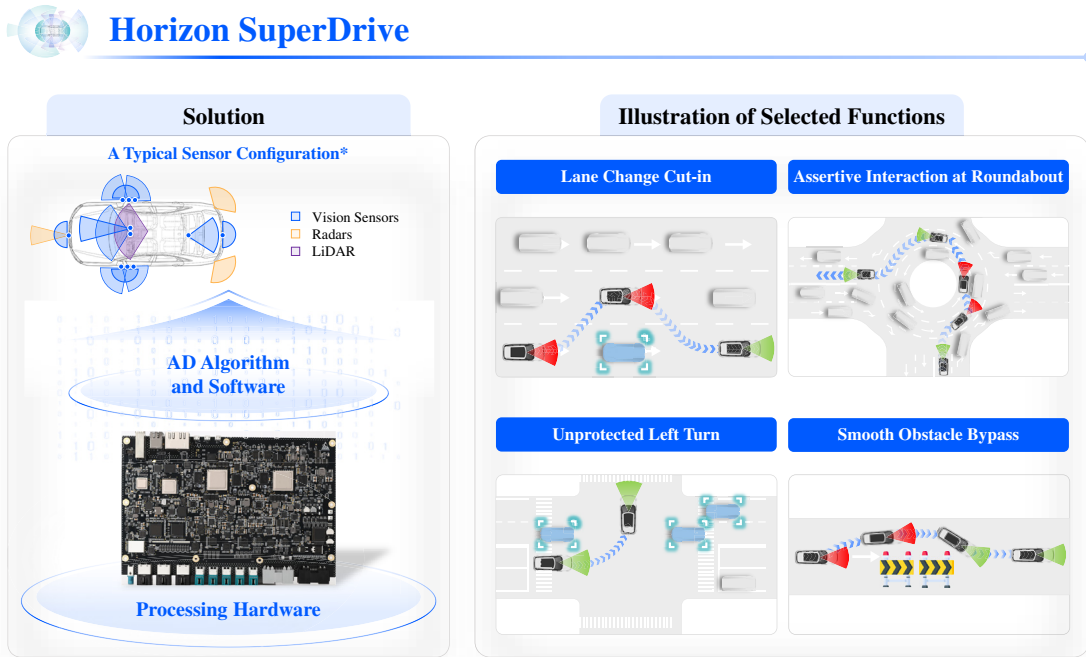 Horizon SuperDrive
Solution
A Typical Sensor Configuration*
Vision Sensors
Radars
LiDAR
AD Algorithm
and Software
Processing Hardware
Illustration of Selected Functions
Lane Change Cut-in
Assertive Interaction at Roundabout
Unprotected Left Turn
Smooth Obstacle Bypass